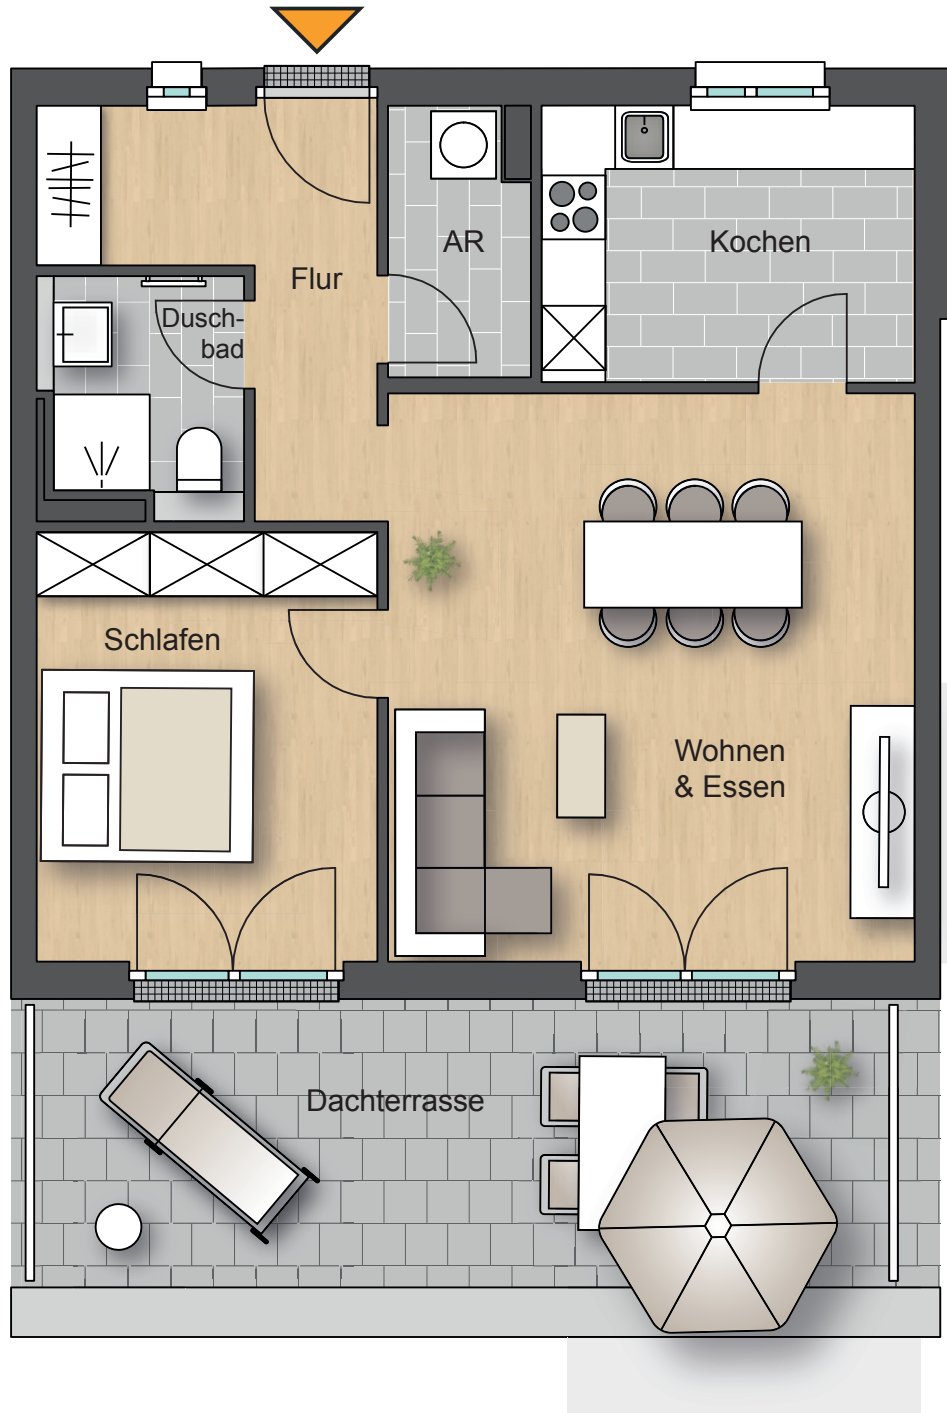 AR
Kochen
Flur
Dusch-
bad
Schlafen
Wohnen
& Essen
Dachterrasse